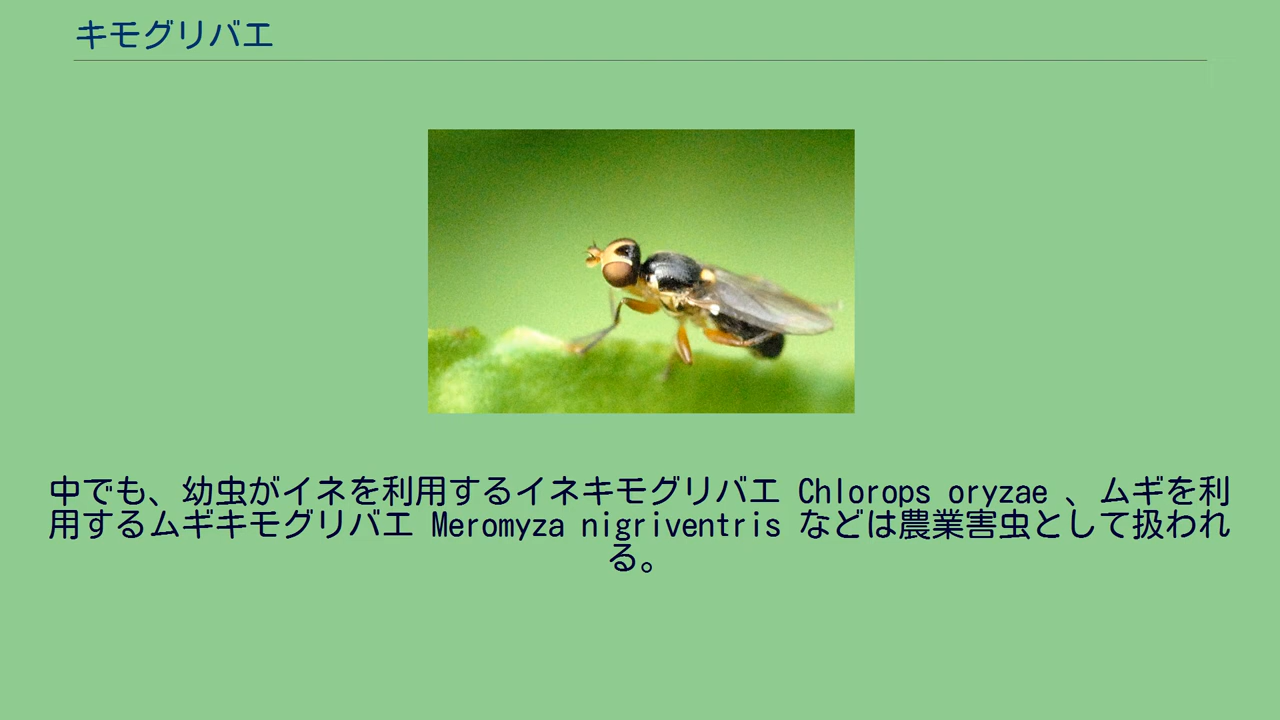 キモグリバエ
中でも、幼虫がイネを利用するイネキモグリバエ Chlorops oryzae 、ムギを利
用するムギキモグリバエ Meromyza nigriventris などは農業害虫として扱われ
る。